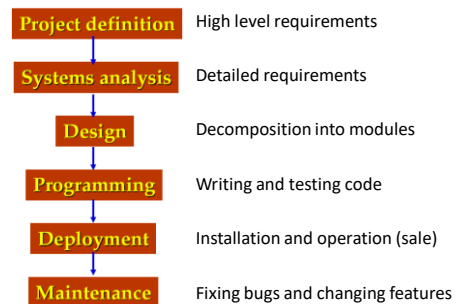 Project definition High level requirements
Systems analysis Detailed requirements
Design Decomposition into modules
Programming Writing and testing code
Deployment Installation and operation (sale)
Maintenance Fixing bugs and changing features